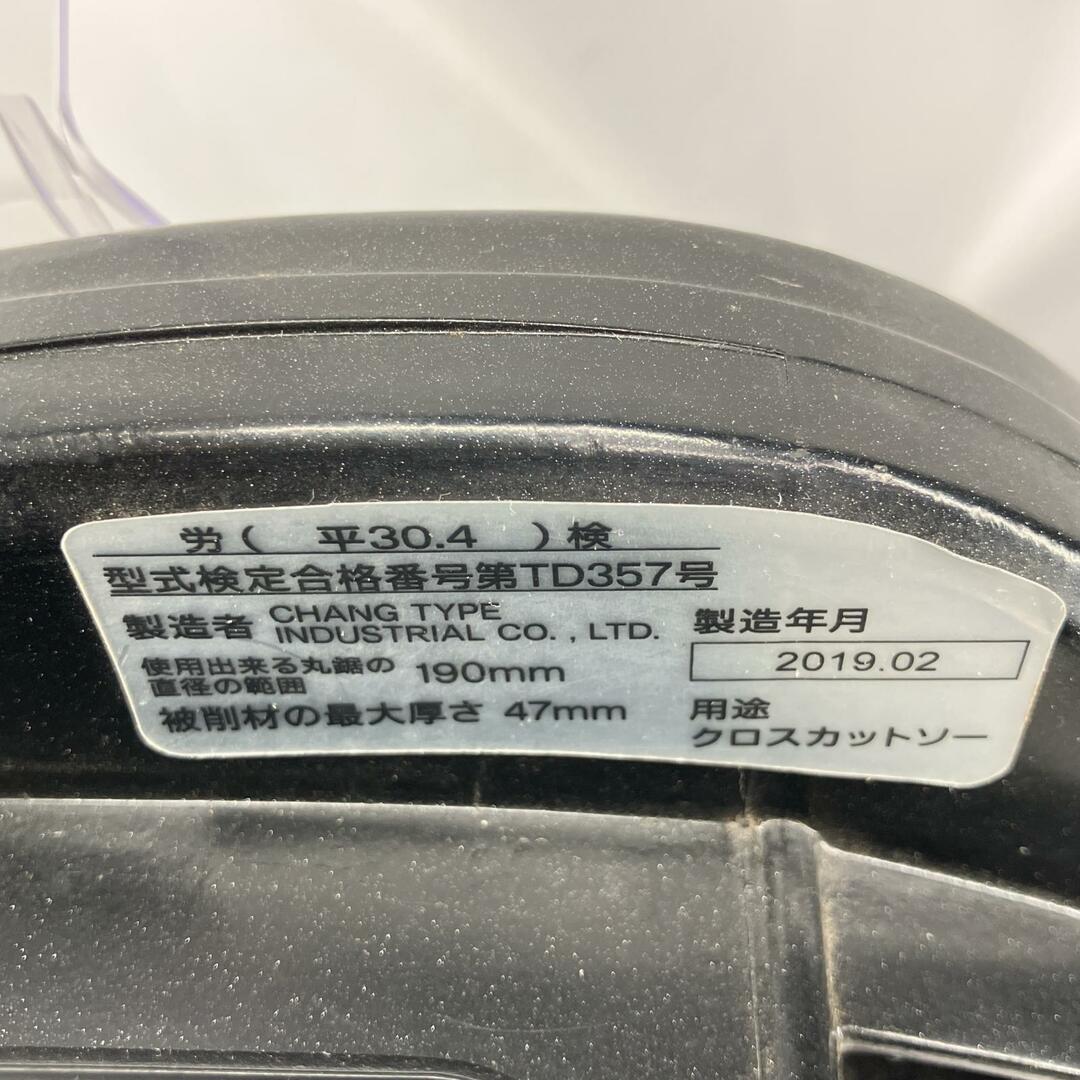 労( 平30.4 )検
型式検定合格番号第TD357号
製造者 CHANG TYPE
INDUSTRIAL CO. , LTD.
使用出来る丸鋸の
直径の範囲 190mm
被削材の最大厚さ 47mm
製造年月
2019.02
用途
クロスカットソー